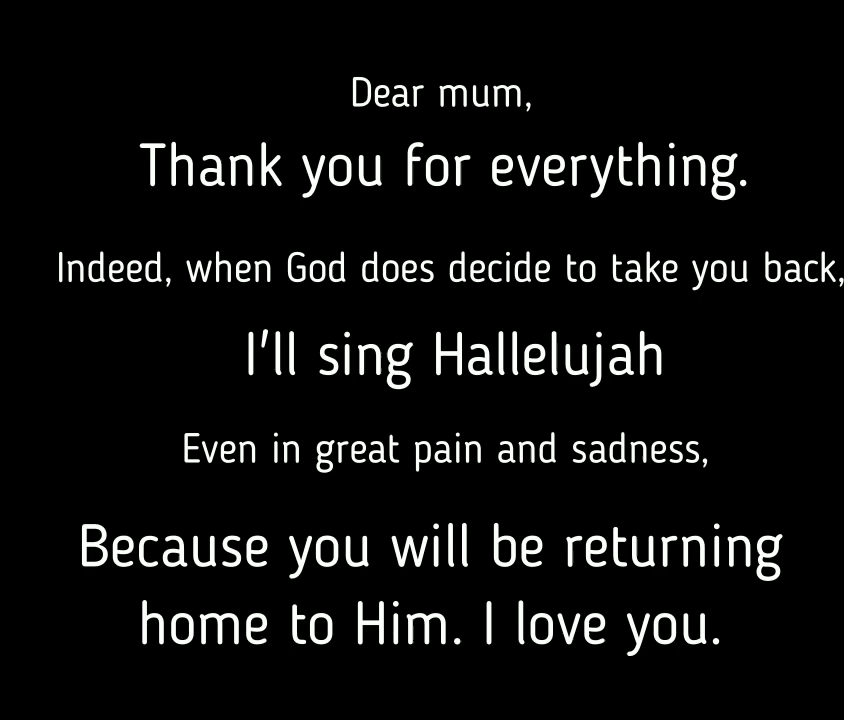 Dear mum,
Thank you for everything.
Indeed, when God does decide to take you back,
I'll sing Hallelujah
Even in great pain and sadness,
Because you will be returning
home to Him. I love you.